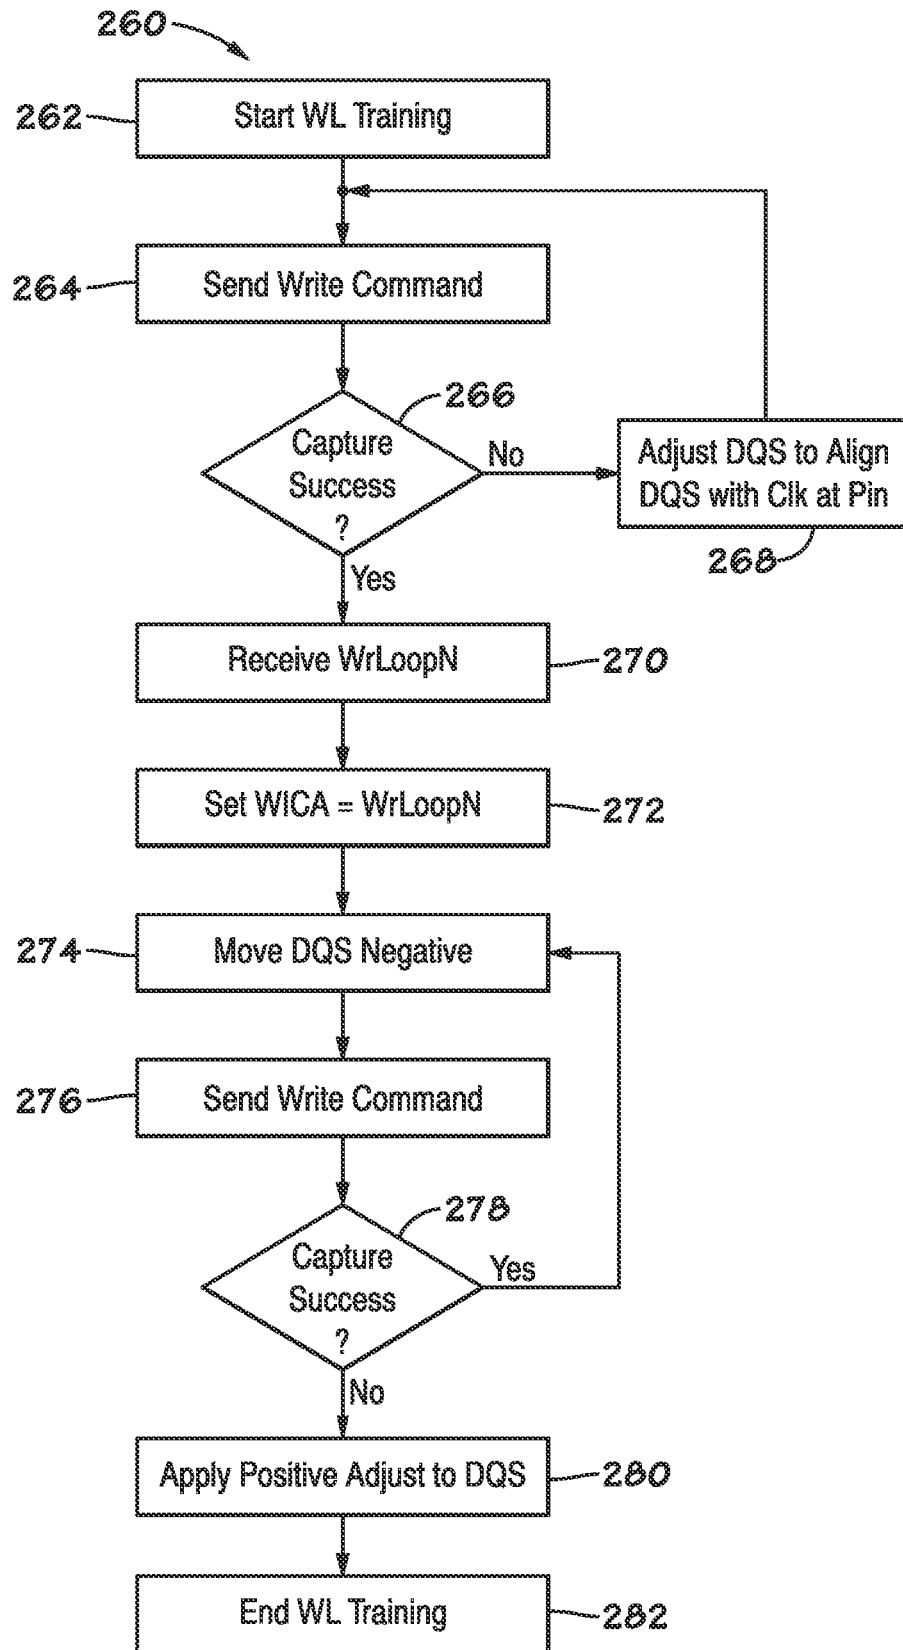 260
262
Start WL Training
264
Send Write Command
266
Capture
Success
?
No
Adjust DQS to Align
DQS with Clk at Pin
268
Yes
Receive WrLoopN
270
Set WICA = WrLoopN
272
274
Move DQS Negative
276
Send Write Command
278
Capture
Success
?
Yes
No
Apply Positive Adjust to DQS
280
End WL Training
282